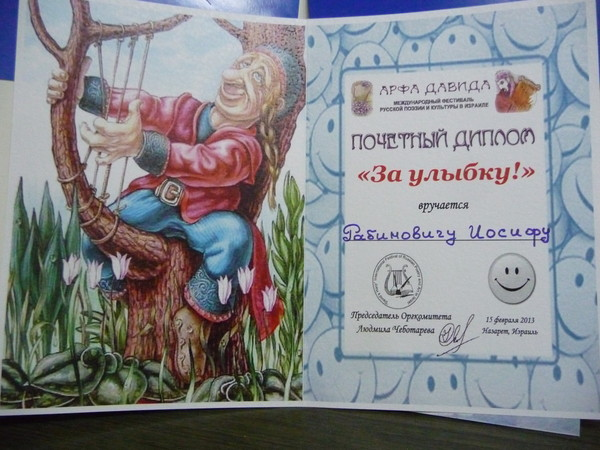 АРФА ДАВИДА
МЕЖДУНАРОДНЫЙ ФЕСТИВАЛЬ
РУССКОЙ ПОЭЗИИ И КУЛЬТУРЫ В ИЗРАИЛЕ
ПОЧЕТНЫЙ ДИПЛОМ
«За улыбку!»
вручается
Рабиновичу Иосифу
Председатель Оргкомитета
Людмила Чеботарева
15 февраля 2013
Назарет, Израиль